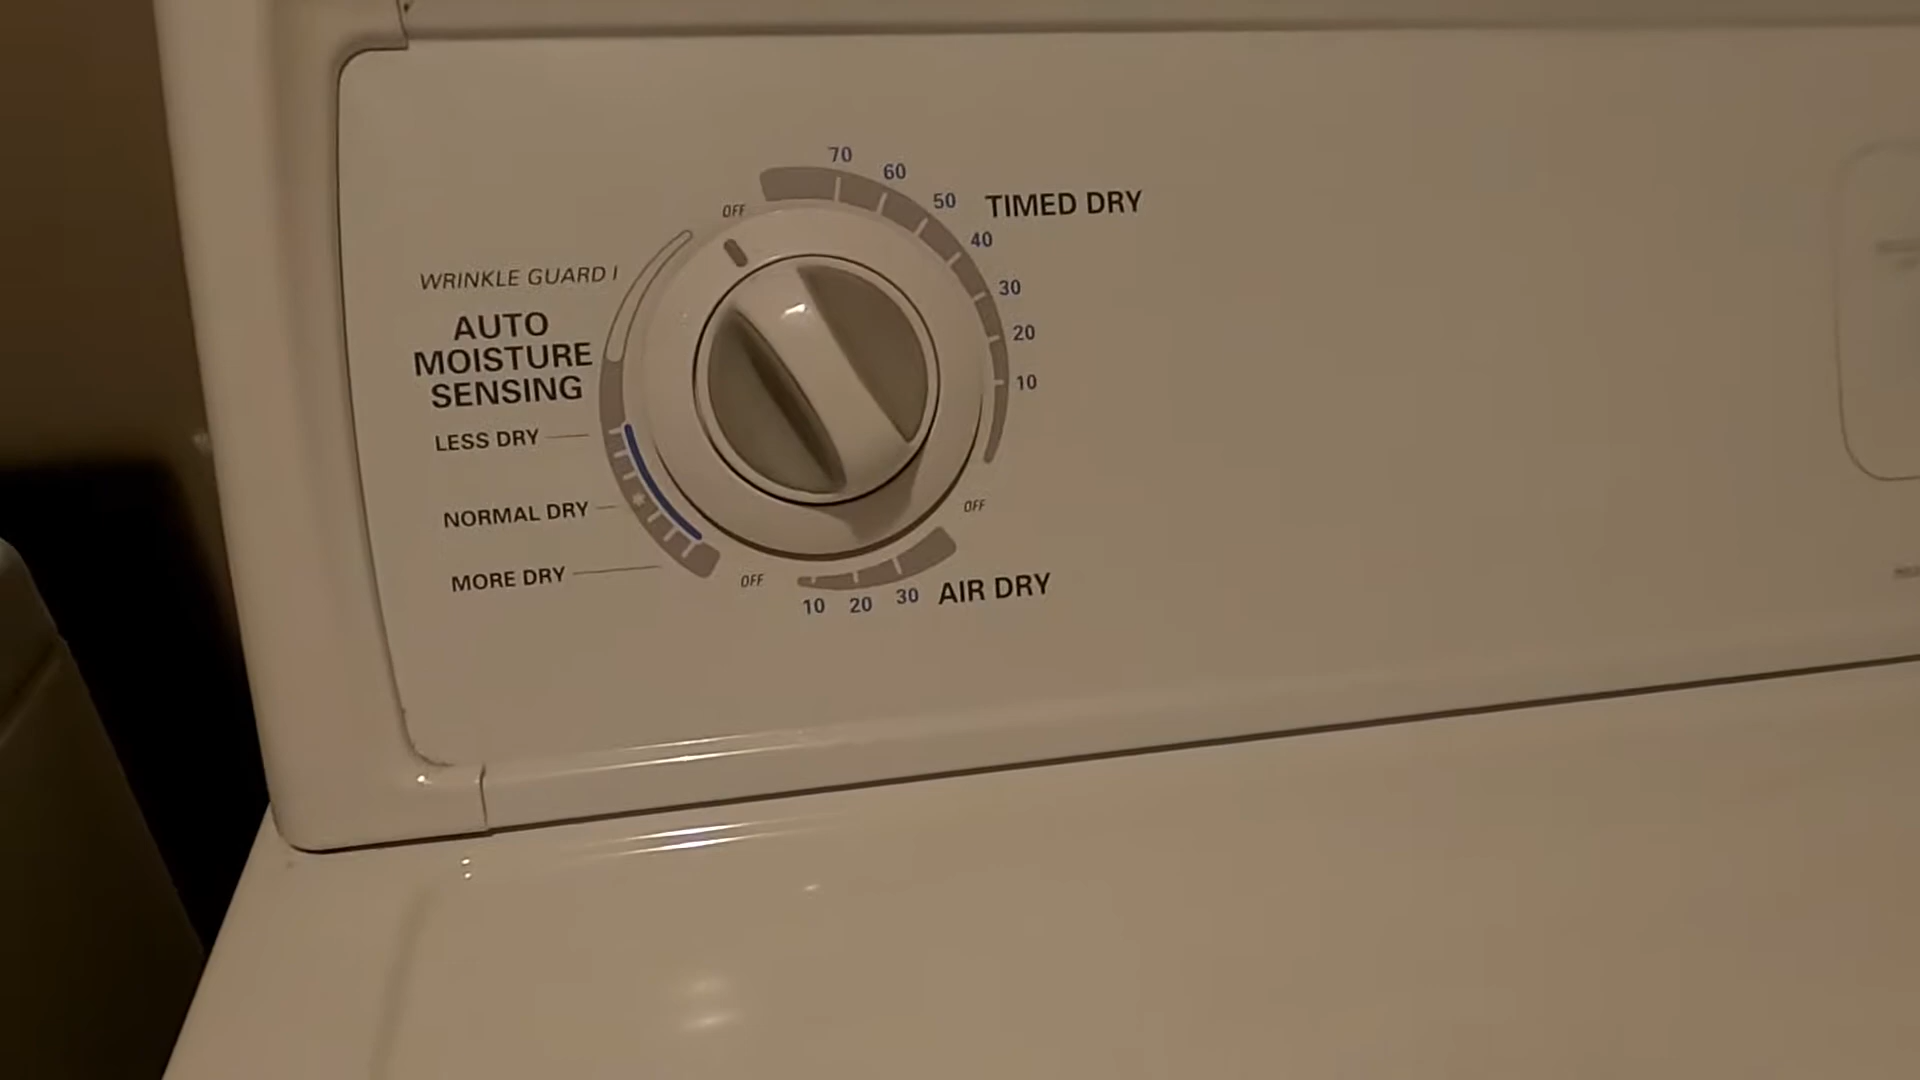 70
60
50
TIMED DRY
OFF
40
WRINKLE GUARD I
30
AUTO
MOISTURE
SENSING
20
10
LESS DRY
NORMAL DRY
OFF
MORE DRY
OFF
10
20
30
AIR DRY